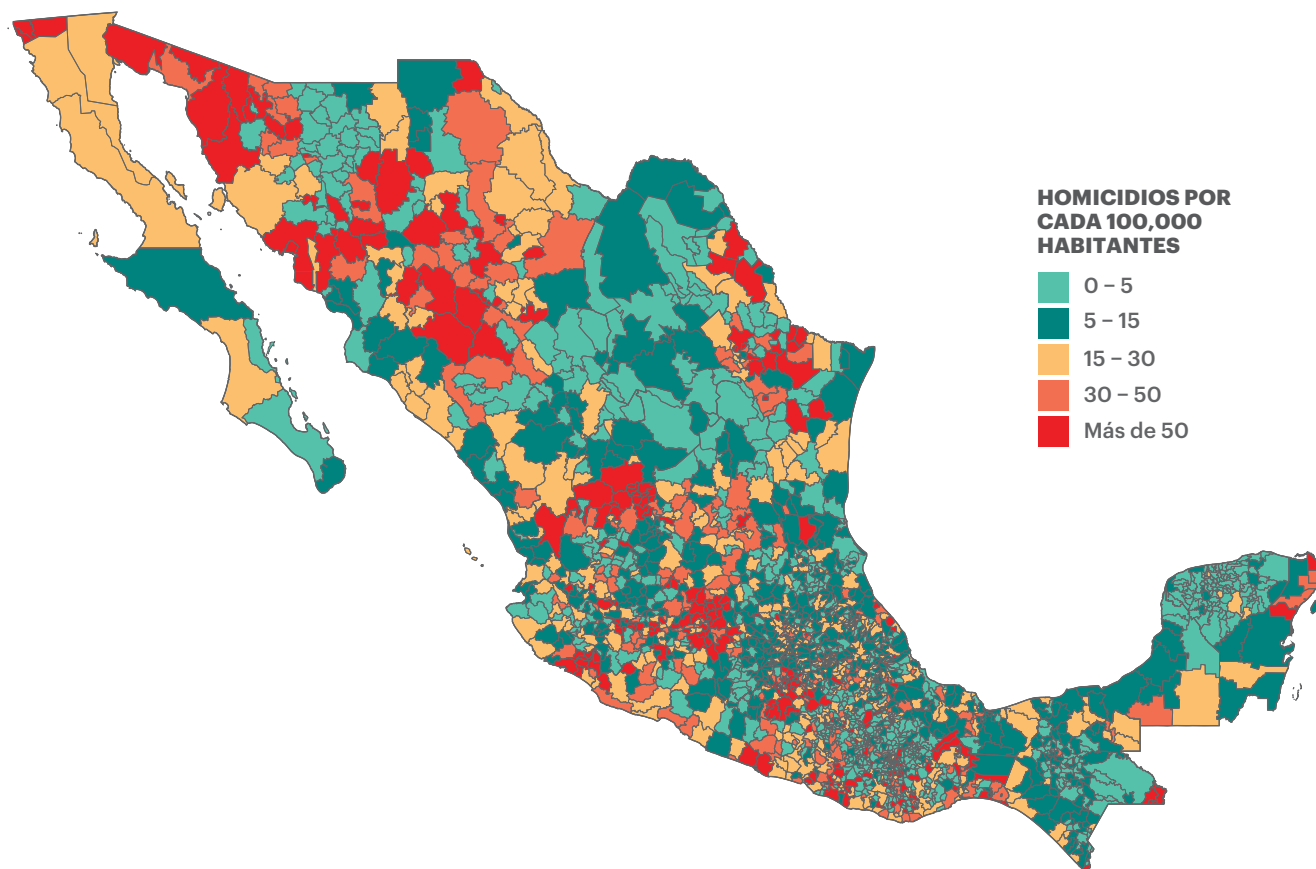 HOMICIDIOS POR
CADA 100,000
HABITANTES
0 – 5
5 – 15
15 – 30
30 – 50
Más de 50